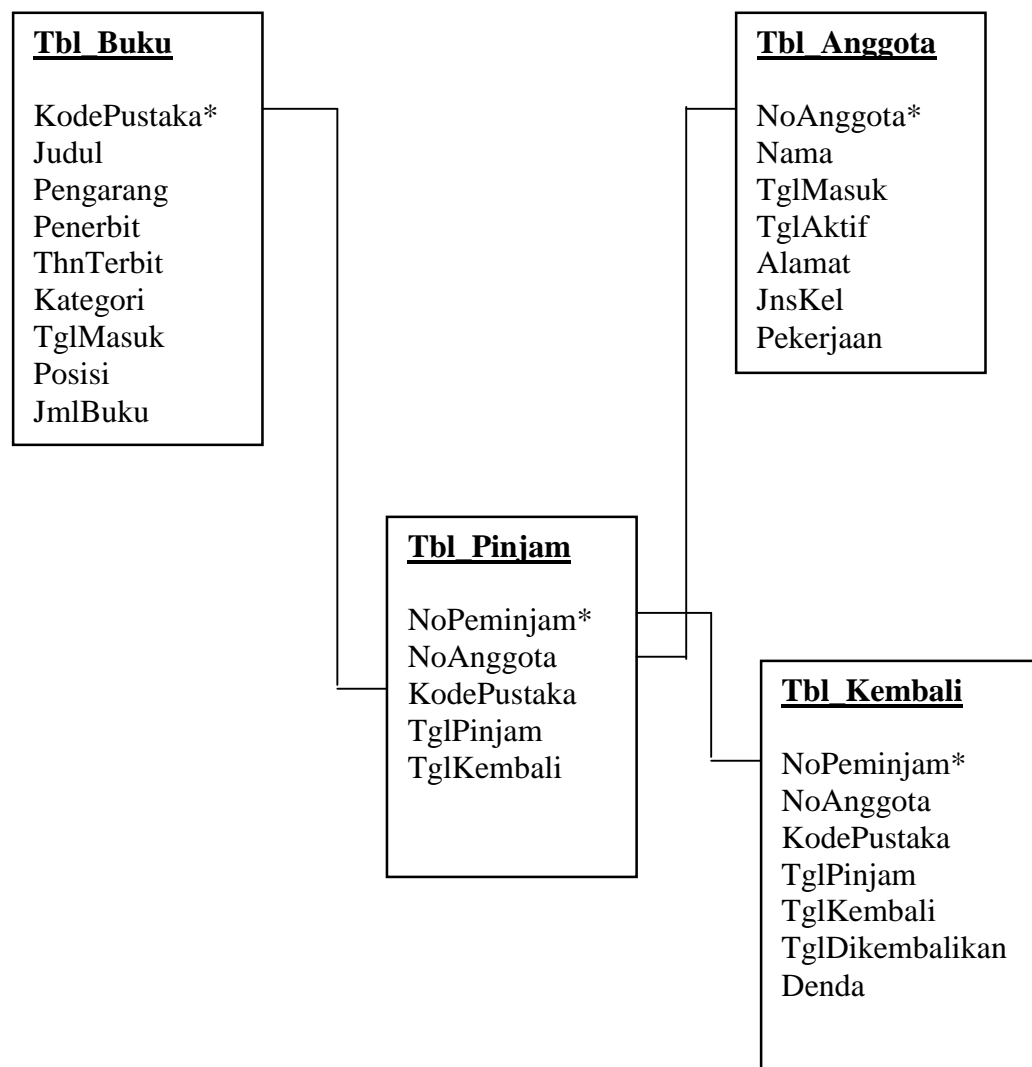 Tbl_Buku
KodePustaka*
Judul
Pengarang
Penerbit
ThnTerbit
Kategori
TglMasuk
Posisi
JmlBuku
Tbl_Anggota
NoAnggota*
Nama
TglMasuk
TglAktif
Alamat
JnsKel
Pekerjaan
Tbl_Pinjam
NoPeminjam*
NoAnggota
KodePustaka
TglPinjam
TglKembali
Tbl_Kembali
NoPeminjam*
NoAnggota
KodePustaka
TglPinjam
TglKembali
TglDikembalikan
Denda